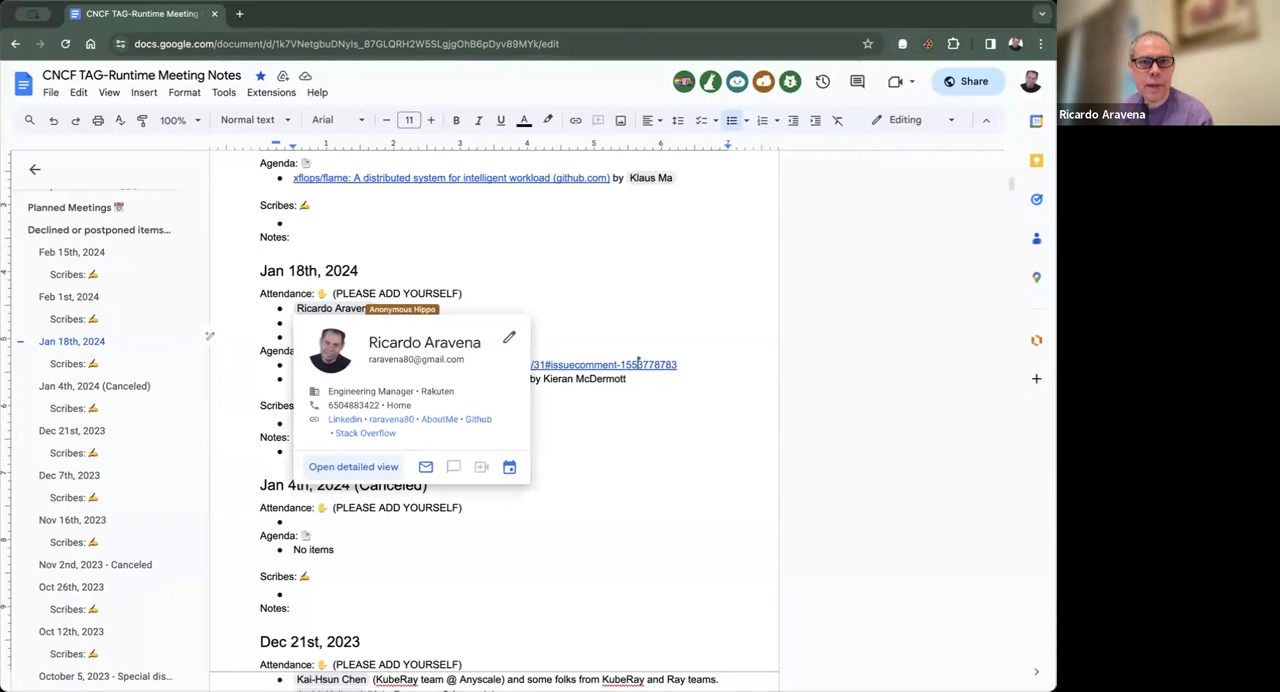 CNCF TAG-Runtime Meeting
docs.google.com/document/d/1k7VNetgbuDNyls_87GLQRH2W5SLgjgOhB6pDyv89MYk/edit
CNCF TAG-Runtime Meeting Notes
File Edit View Insert Format Tools Extensions Help
Share
100% Normal text Arial 11 Editing
1 2 3 4 5 6 7
Planned Meetings 📅
Declined or postponed items...
Feb 15th, 2024
Scribes: ✍️
Feb 1st, 2024
Scribes: ✍️
Jan 18th, 2024
Scribes: ✍️
Jan 4th, 2024 (Canceled)
Scribes: ✍️
Dec 21st, 2023
Scribes: ✍️
Dec 7th, 2023
Scribes: ✍️
Nov 16th, 2023
Scribes: ✍️
Nov 2nd, 2023 - Canceled
Oct 26th, 2023
Scribes: ✍️
Oct 12th, 2023
Scribes: ✍️
October 5, 2023 - Special dis...
Agenda:
xflops/flame: A distributed system for intelligent workload (github.com) by Klaus Ma
Scribes: ✍️
Notes:
Jan 18th, 2024
Attendance: ✋ (PLEASE ADD YOURSELF)
Ricardo Araven
Anonymous Hippo
Agenda
/31#issuecomment-1553778783
by Kieran McDermott
Scribes
Notes:
Ricardo Aravena
raravena80@gmail.com
Engineering Manager • Rakuten
6504883422 • Home
Linkedin • raravena80 • AboutMe • Github
• Stack Overflow
Open detailed view
Jan 4th, 2024 (Canceled)
Attendance: ✋ (PLEASE ADD YOURSELF)
Agenda:
No items
Scribes: ✍️
Notes:
Dec 21st, 2023
Attendance: ✋ (PLEASE ADD YOURSELF)
Kai-Hsun Chen (KubeRay team @ Anyscale) and some folks from KubeRay and Ray teams.
Ricardo Aravena